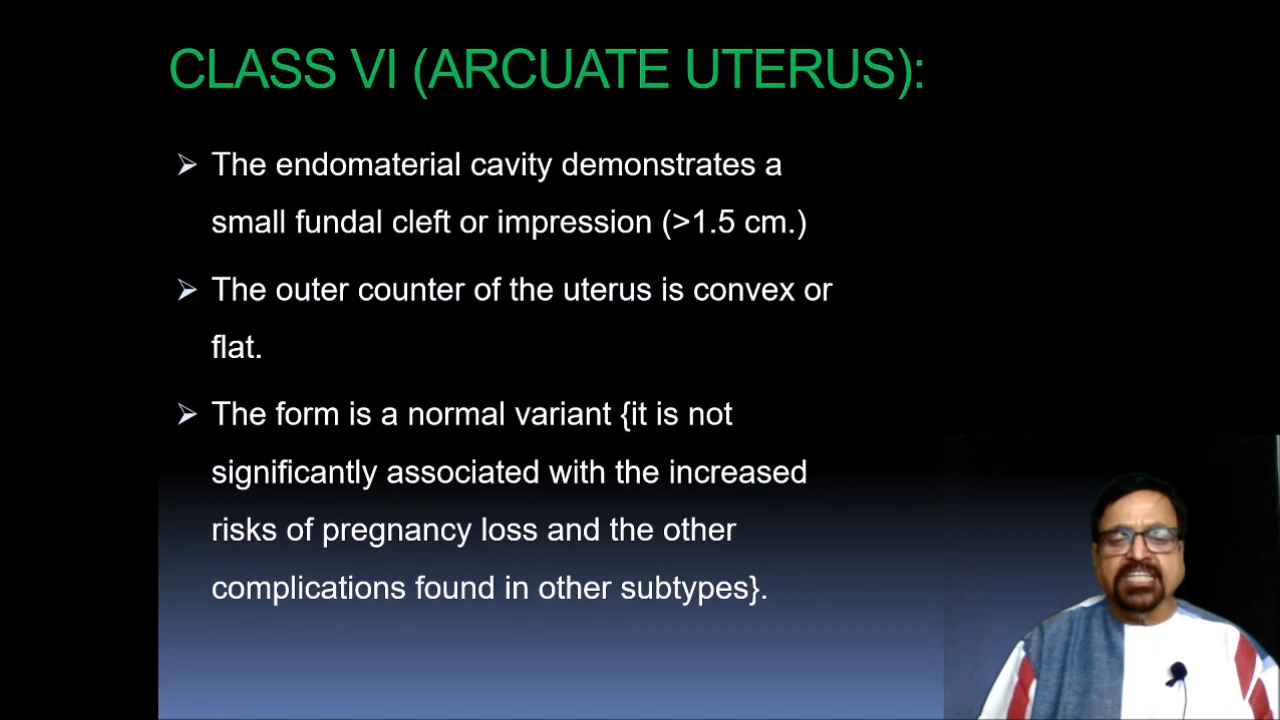 CLASS VI (ARCUATE UTERUS):
The endomaterial cavity demonstrates a
small fundal cleft or impression (>1.5 cm.)
The outer counter of the uterus is convex or
flat.
The form is a normal variant {it is not
significantly associated with the increased
risks of pregnancy loss and the other
complications found in other subtypes}.